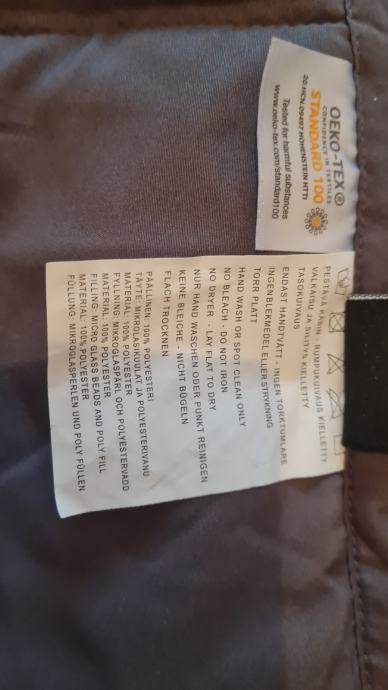 OEKO-TEX®
CONFIDENCE IN TEXTILES
STANDARD 100
20.HCN.09497 HOHENSTEIN HTTI
Tested for harmful substances
www.oeko-tex.com/standard100
PESTÄVÄ KÄSIN - RUMPUKUIVAUS KIELLETTY
VALKAISU JA SILITYS KIELLETTY
TASOKUIVAUS
ENDAST HANDTVÄTT - INGEN TORKTUMLARE
INGEN BLEKMEDEL ELLER STRYKNING
TORR PLATT
HAND WASH OR SPOT CLEAN ONLY
NO BLEACH - DO NOT IRON
NO DRYER - LAY FLAT TO DRY
NUR HAND WASCHEN ODER PUNKT REINIGEN
KEINE BLEICHE - NICHT BÜGELN
FLACH TROCKNEN
PÄÄLLINEN: 100% POLYESTERI
TÄYTE: MIKROLASIKUULAT JA POLYESTERIVANU
MATERIAL: 100% POLYESTER
FYLLNING: MIKROGLASPÄRL OCH POLYESTERVADD
MATERIAL: 100% POLYESTER
FILLING: MICRO GLASS BEADS AND POLY FILL
MATERIAL: 100% POLYESTER
FÜLLUNG: MIKROGLASPERLEN UND POLY FÜLLEN